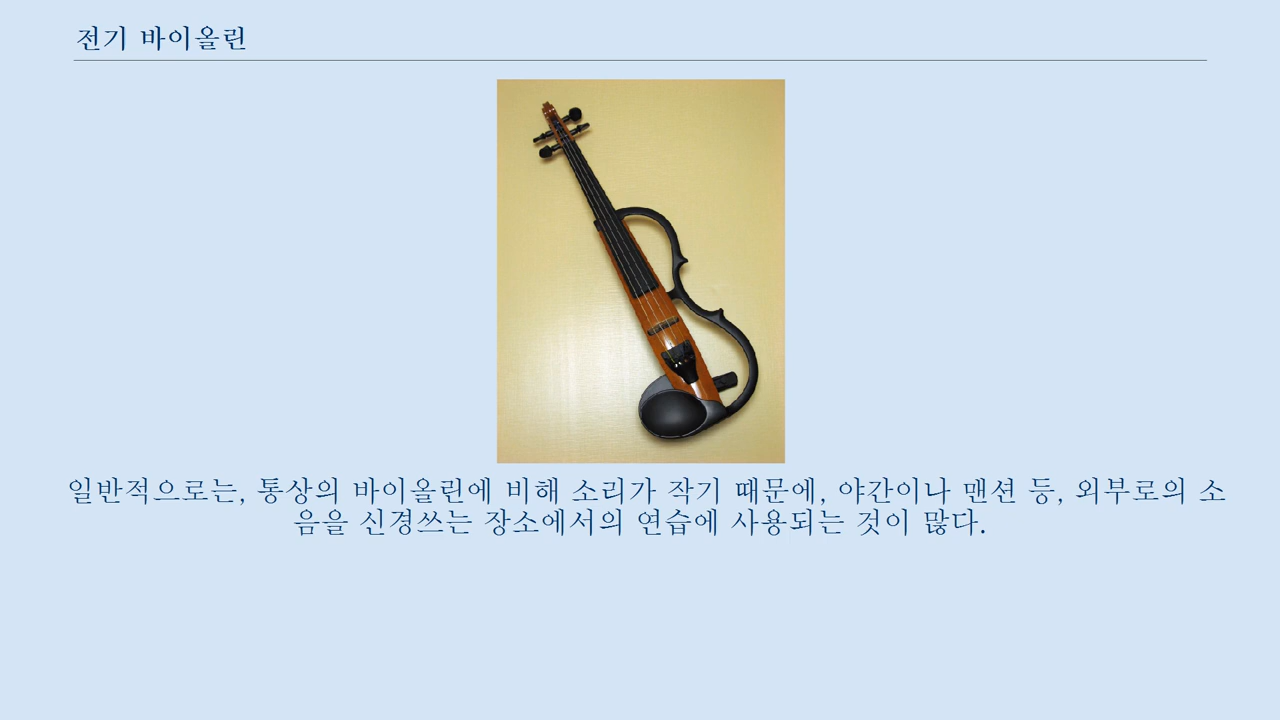 전기 바이올린
일반적으로는, 통상의 바이올린에 비해 소리가 작기 때문에, 야간이나 맨션 등, 외부로의 소
음을 신경쓰는 장소에서의 연습에 사용되는 것이 많다.